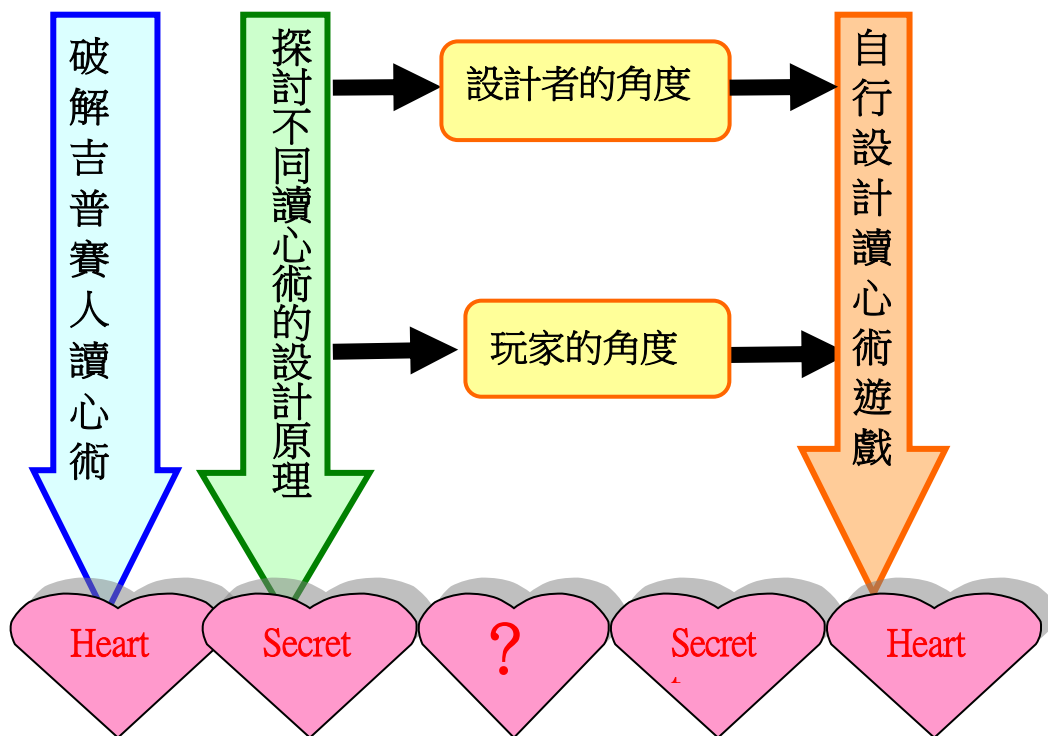 破解吉普賽人讀心術
探討不同讀心術的設計原理
設計者的角度
玩家的角度
自行設計讀心術遊戲
Heart
Secret
?
Secret
Heart